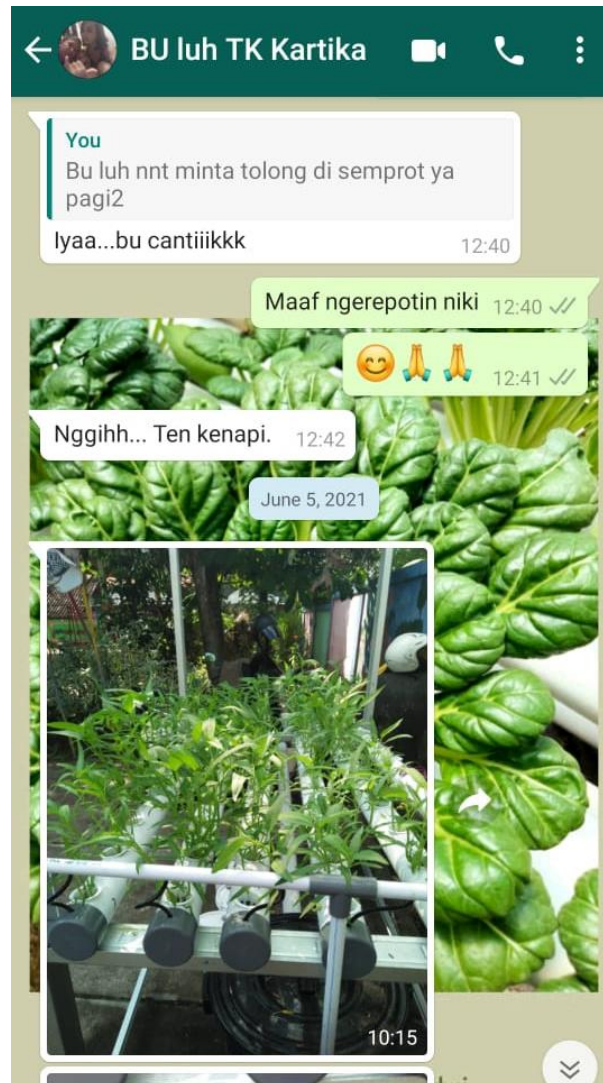 BU luh TK Kartika
You
Bu luh nnt minta tolong di semprot ya
pagi2
Iyaa...bu cantiiikkk
12:40
Maaf ngerepotin niki 12:40
😊🙏🙏 12:41
Nggihh... Ten kenapi. 12:42
June 5, 2021
10:15